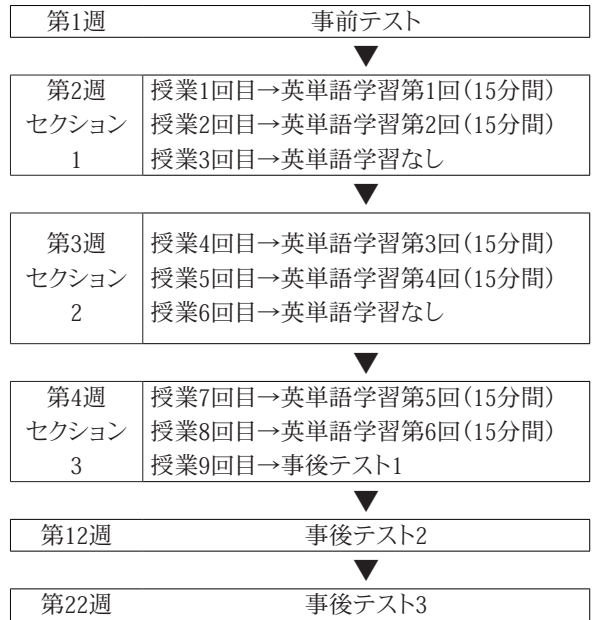 第1週 事前テスト
▼
第2週 授業1回目→英単語学習第1回(15分間)
セクション 授業2回目→英単語学習第2回(15分間)
1 授業3回目→英単語学習なし
▼
第3週 授業4回目→英単語学習第3回(15分間)
セクション 授業5回目→英単語学習第4回(15分間)
2 授業6回目→英単語学習なし
▼
第4週 授業7回目→英単語学習第5回(15分間)
セクション 授業8回目→英単語学習第6回(15分間)
3 授業9回目→事後テスト1
▼
第12週 事後テスト2
▼
第22週 事後テスト3